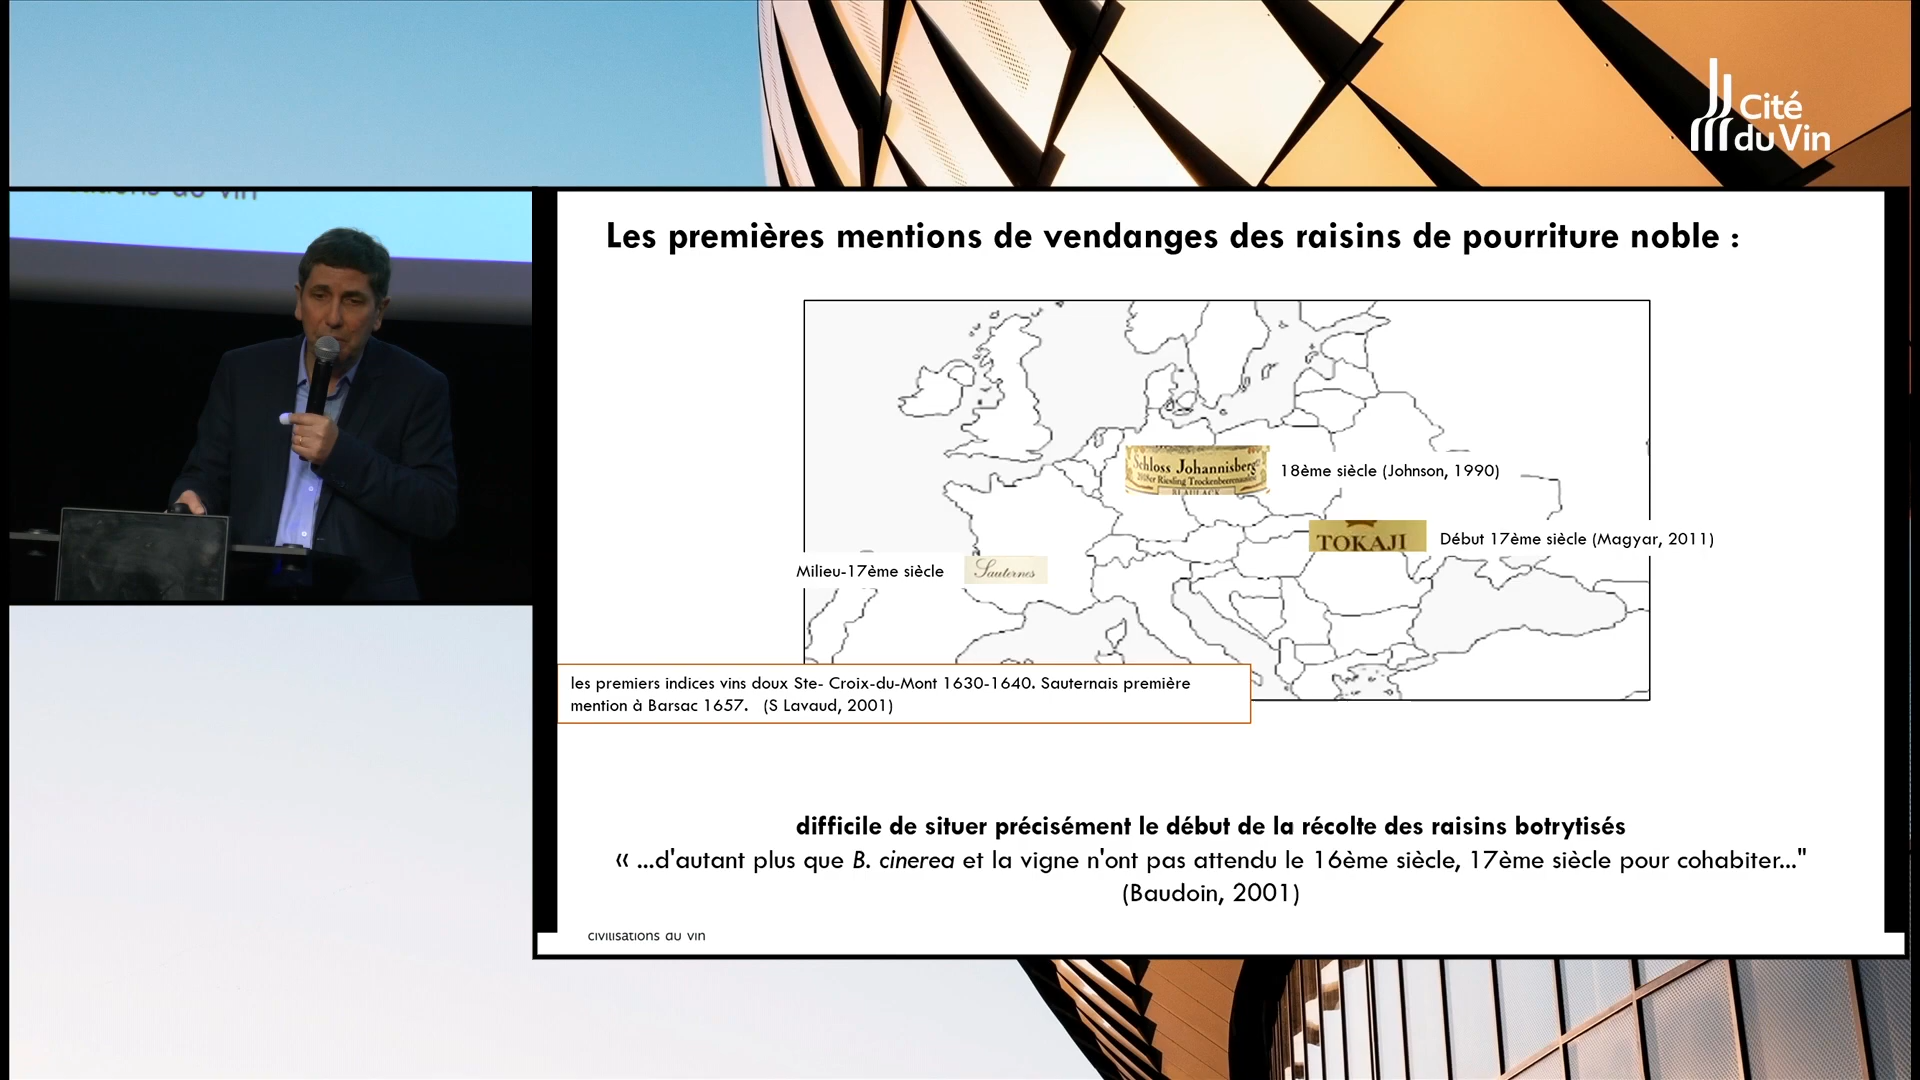 Cité
du Vin
Les premières mentions de vendanges des raisins de pourriture noble :
Schloss Johannisberg
Riesling Trockenbeerenauslese
18ème siècle (Johnson, 1990)
TOKAJI
Début 17ème siècle (Magyar, 2011)
Milieu-17ème siècle
Sauternes
les premiers indices vins doux Ste- Croix-du-Mont 1630-1640. Sauternais première
mention à Barsac 1657. (S Lavaud, 2001)
difficile de situer précisément le début de la récolte des raisins botrytisés
« ...d'autant plus que B. cinerea et la vigne n'ont pas attendu le 16ème siècle, 17ème siècle pour cohabiter..."
(Baudoin, 2001)
civilisations du vin